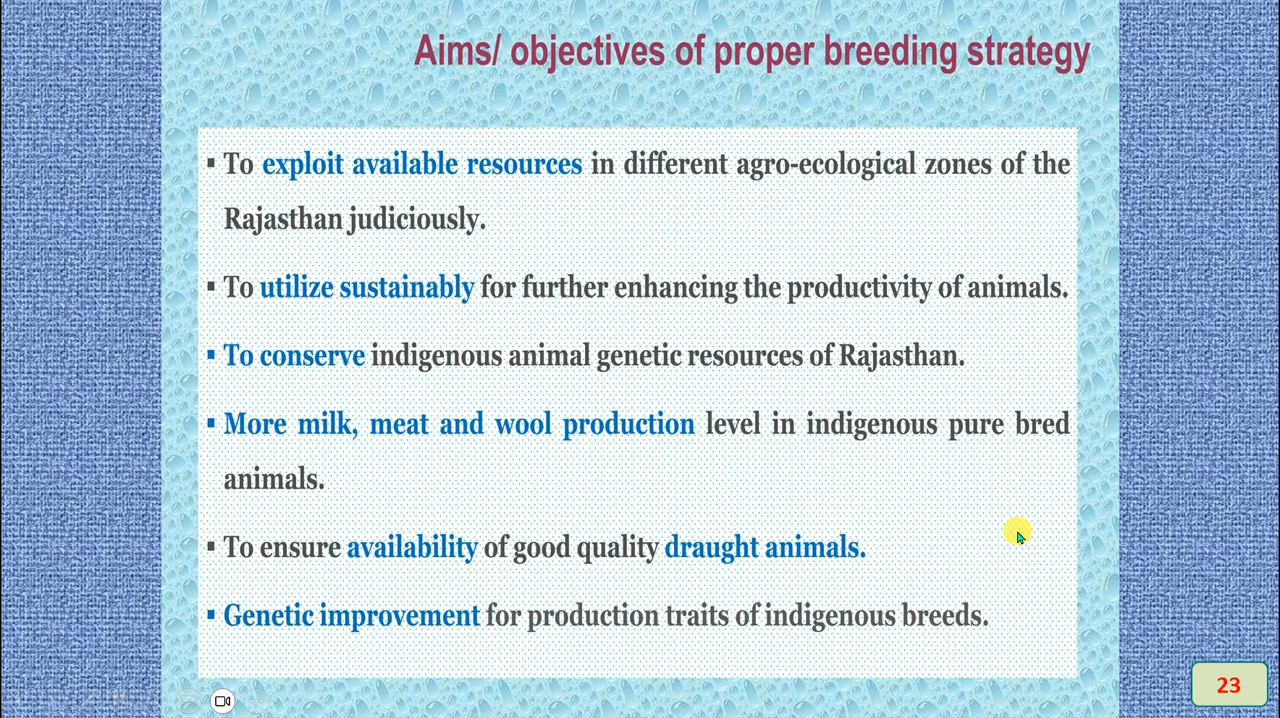 Aims/ objectives of proper breeding strategy
▪ To exploit available resources in different agro-ecological zones of the
Rajasthan judiciously.
▪ To utilize sustainably for further enhancing the productivity of animals.
▪ To conserve indigenous animal genetic resources of Rajasthan.
▪ More milk, meat and wool production level in indigenous pure bred
animals.
▪ To ensure availability of good quality draught animals.
▪ Genetic improvement for production traits of indigenous breeds.
23